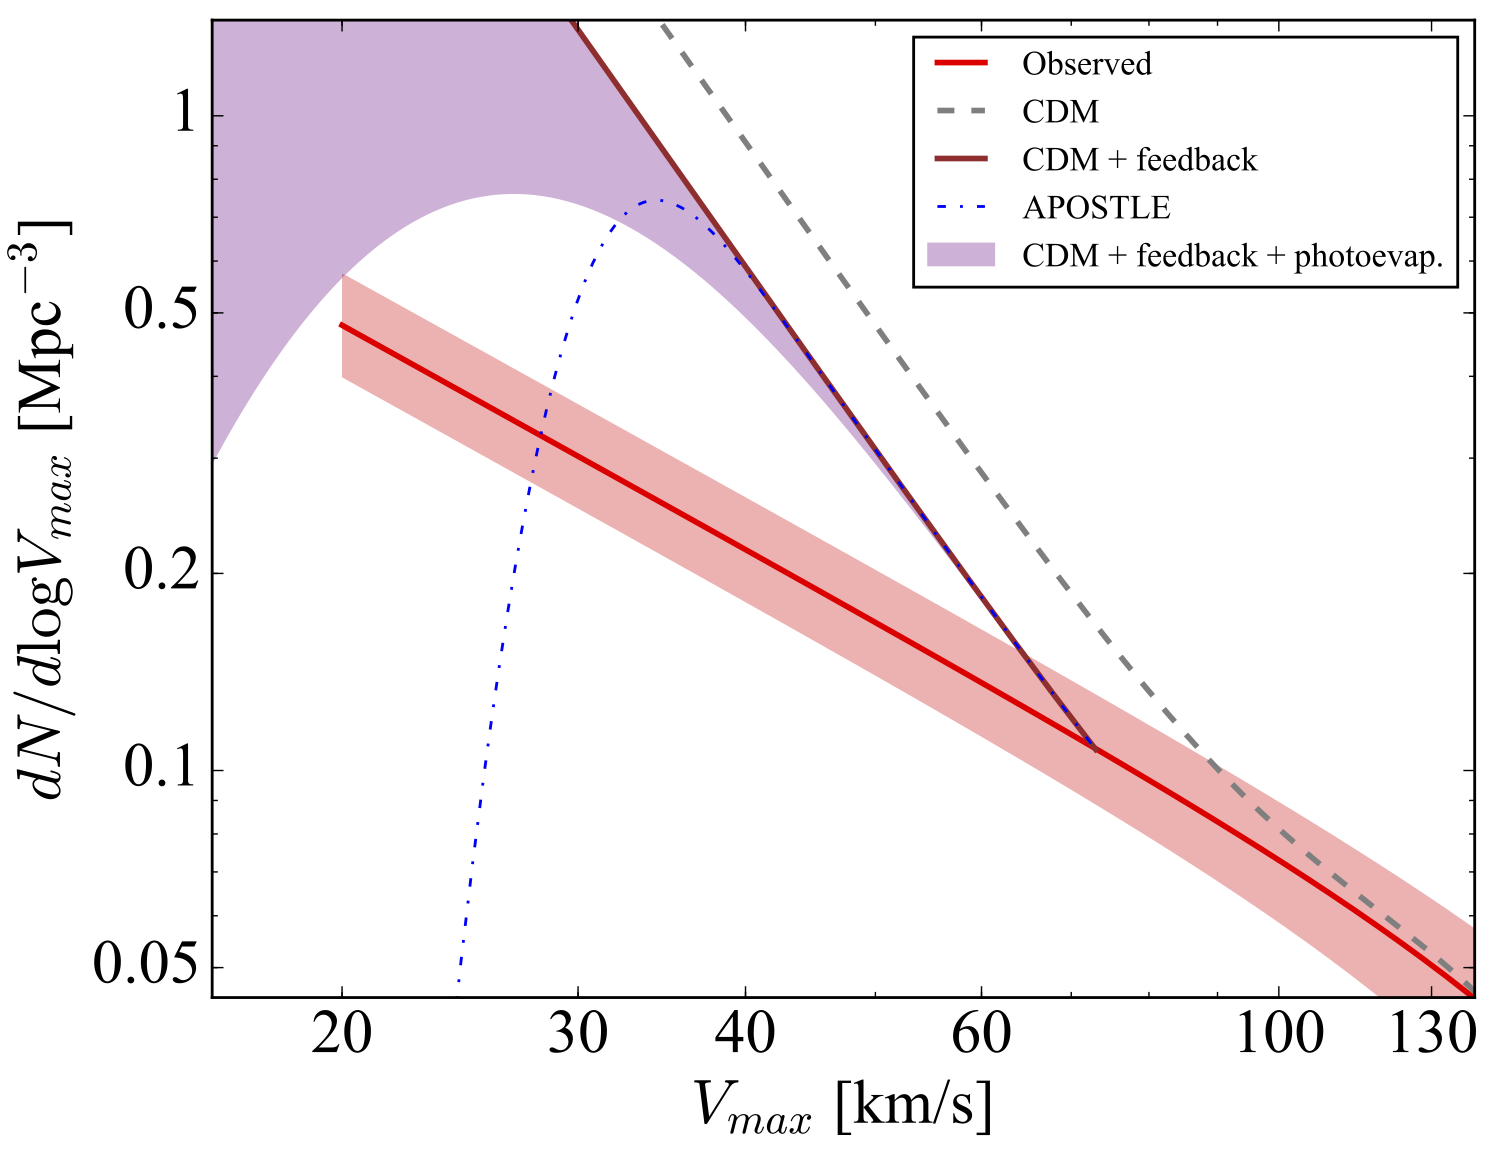 Observed
CDM
CDM + feedback
APOSTLE
CDM + feedback + photoevap.
1
0.5
0.2
0.1
0.05
dN/dlogV_max [Mpc⁻³]
20 30 40 60 100 130
V_max [km/s]